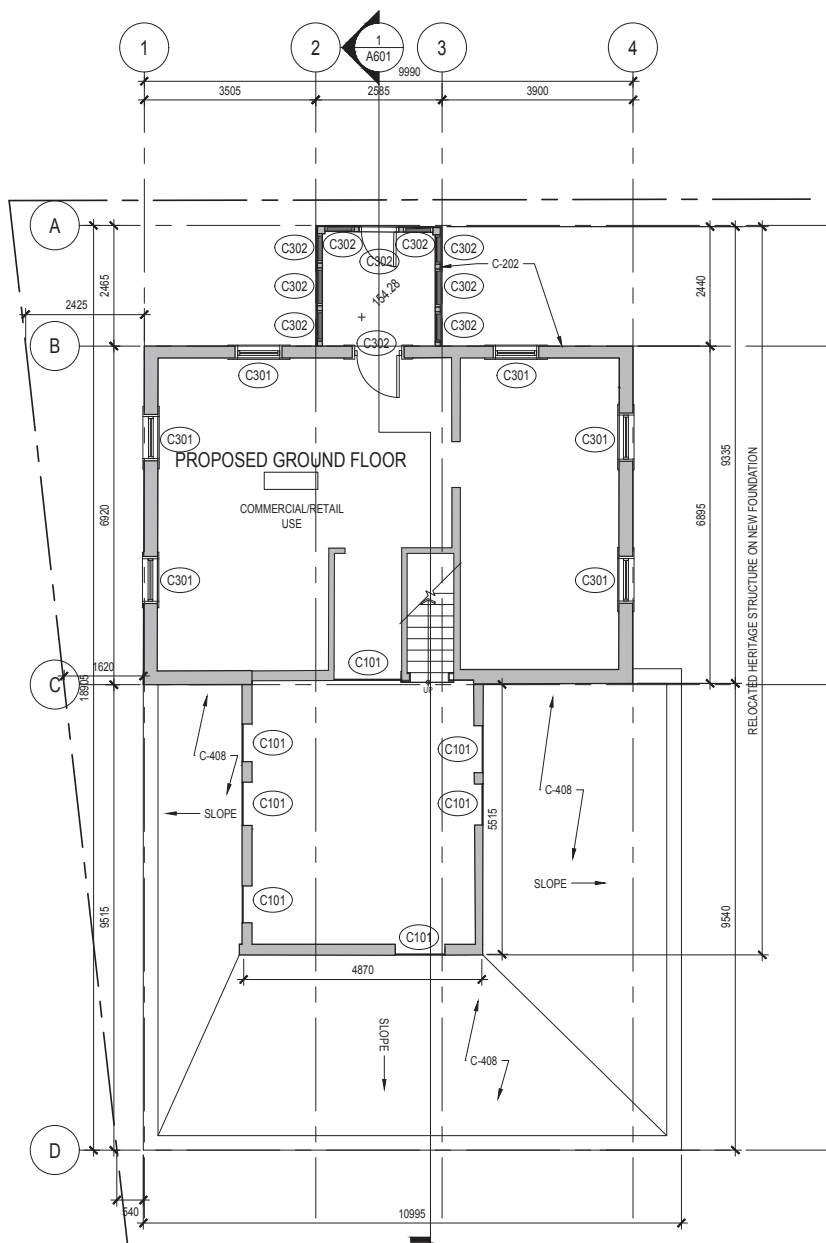 1
2
1
A601
3
4
9990
3505
2585
3900
A
C302
C302
C302
C302
C302
C302
C302
C302
C302
C-202
154.28
C302
2465
2440
2425
B
C301
C301
C301
C301
PROPOSED GROUND FLOOR
COMMERCIAL/RETAIL
USE
6920
9335
6895
RELOCATED HERITAGE STRUCTURE ON NEW FOUNDATION
C301
C301
1620
C101
C
18905
UP
C101
C101
C-408
C-408
C101
C101
SLOPE
5515
SLOPE
C101
9515
9540
C101
4870
SLOPE
C-408
D
540
10995